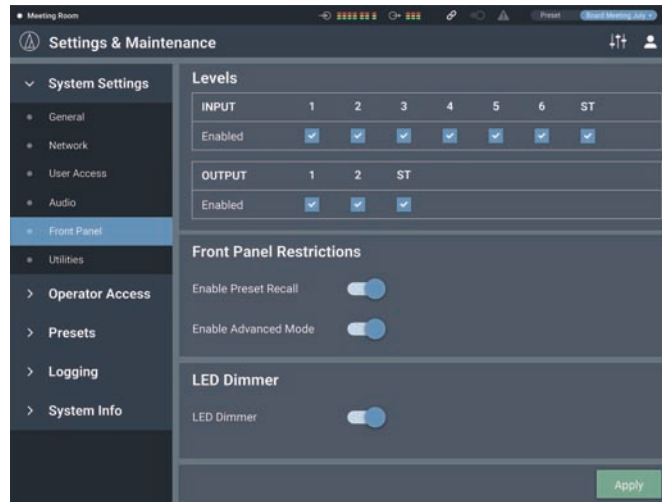 Meeting Room
Preset
Board Meeting July
Settings & Maintenance
System Settings
General
Network
User Access
Audio
Front Panel
Utilities
Operator Access
Presets
Logging
System Info
Levels
INPUT 1 2 3 4 5 6 ST
Enabled
OUTPUT 1 2 ST
Enabled
Front Panel Restrictions
Enable Preset Recall
Enable Advanced Mode
LED Dimmer
LED Dimmer
Apply